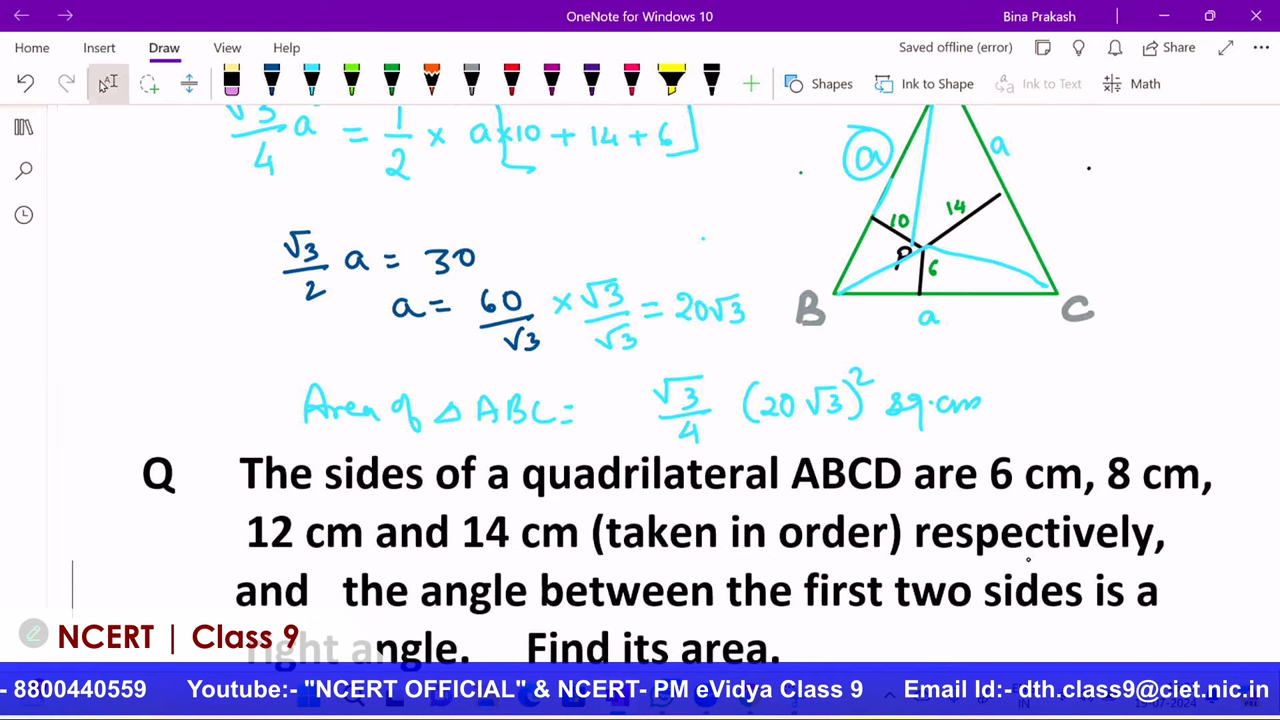 OneNote for Windows 10
Bina Prakash
Home Insert Draw View Help
Saved offline (error)
Share
Shapes
Ink to Shape
Ink to Text
Math
√3/4 a = 1/2 × a[×10 + 14 + 6]
a
a
10
14
P
6
√3/2 a = 30
a = 60/√3 × √3/√3 = 20√3
B
a
C
Area of △ ABC = √3/4 (20√3)² sq.cm
Q The sides of a quadrilateral ABCD are 6 cm, 8 cm,
12 cm and 14 cm (taken in order) respectively,
and the angle between the first two sides is a
right angle. Find its area.
NCERT | Class 9
- 8800440559 Youtube:- "NCERT OFFICIAL" & NCERT- PM eVidya Class 9 Email Id:- dth.class9@ciet.nic.in